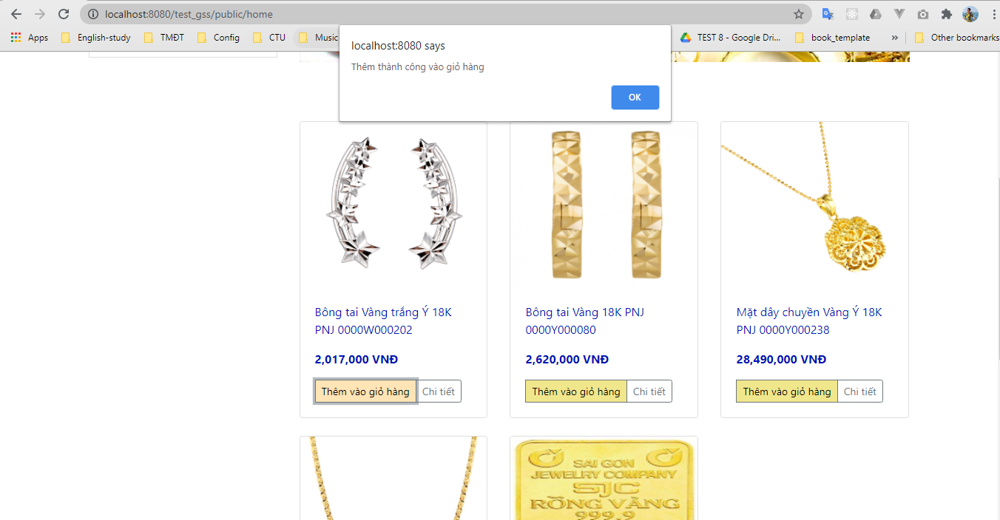 localhost:8080/test_gss/public/home
Apps English-study TMĐT Config CTU Music TEST 8 - Google Dri... book_template » Other bookmarks
localhost:8080 says
Thêm thành công vào giỏ hàng
OK
Bông tai Vàng trắng Ý 18K
PNJ 0000W000202
2,017,000 VNĐ
Thêm vào giỏ hàng Chi tiết
Bông tai Vàng 18K PNJ
0000Y000080
2,620,000 VNĐ
Thêm vào giỏ hàng Chi tiết
Mặt dây chuyền Vàng Ý 18K
PNJ 0000Y000238
28,490,000 VNĐ
Thêm vào giỏ hàng Chi tiết
SAI GON
JEWELRY COMPANY
SJC
RỒNG VÀNG
999.9